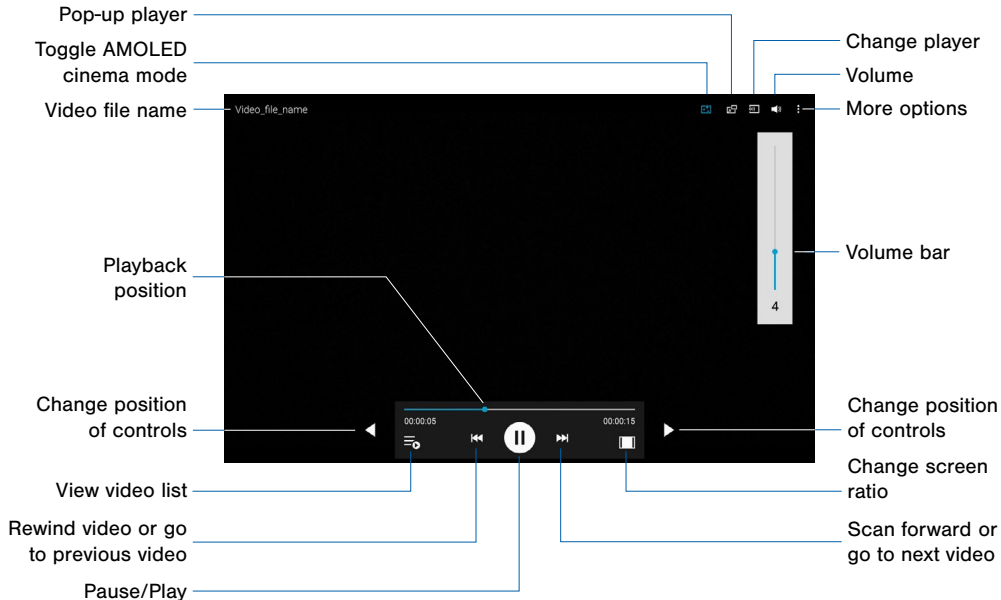 Pop-up player
Toggle AMOLED
cinema mode
Video file name
Change player
Volume
More options
Video_file_name
Volume bar
4
Playback
position
Change position
of controls
00:00:05
00:00:15
Change position
of controls
View video list
Change screen
ratio
Rewind video or go
to previous video
Scan forward or
go to next video
Pause/Play